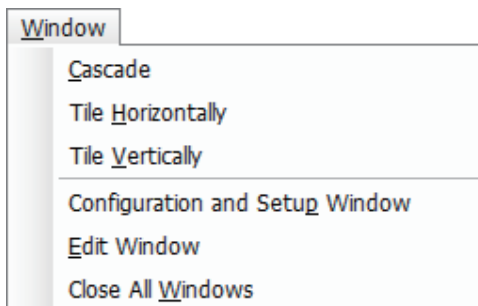 Window
Cascade
Tile Horizontally
Tile Vertically
Configuration and Setup Window
Edit Window
Close All Windows